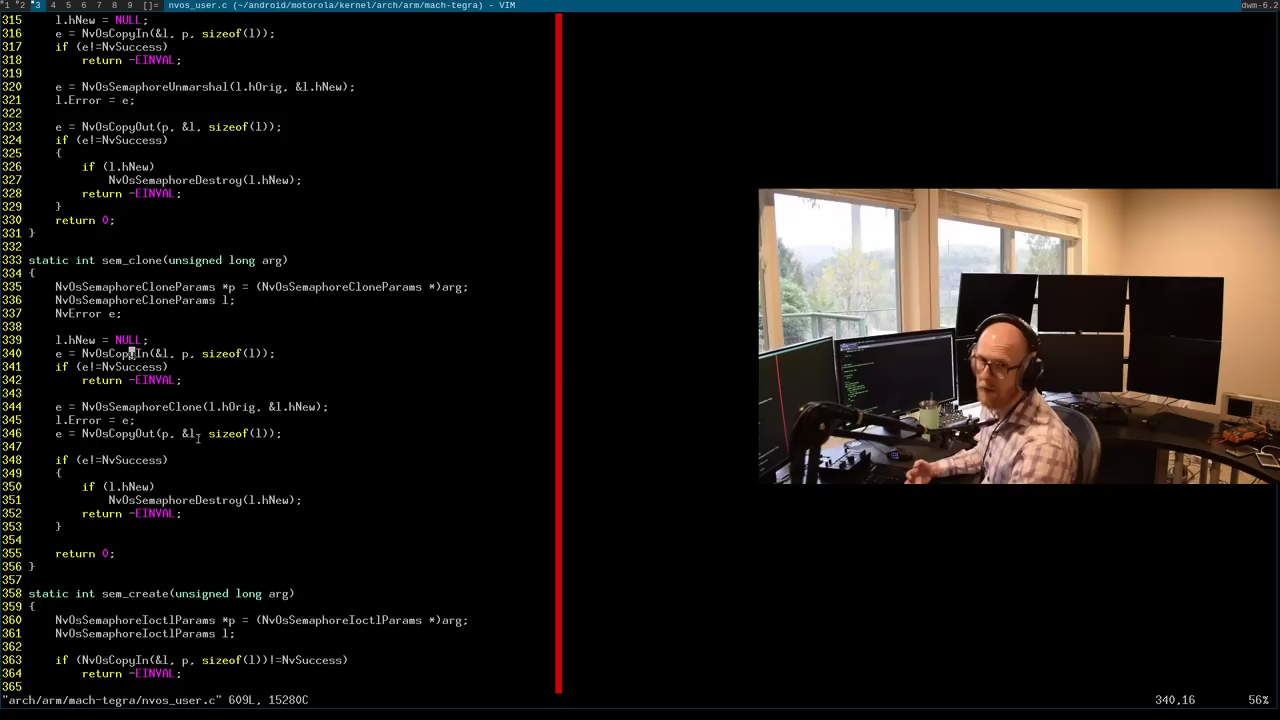 1 2 3 4 5 6 7 8 9 []= nvos_user.c (~/android/motorola/kernel/arch/arm/mach-tegra) - VIM dwm-6.2
315     l.hNew = NULL;
316     e = NvOsCopyIn(&l, p, sizeof(l));
317     if (e!=NvSuccess)
318         return -EINVAL;
319
320     e = NvOsSemaphoreUnmarshal(l.hOrig, &l.hNew);
321     l.Error = e;
322
323     e = NvOsCopyOut(p, &l, sizeof(l));
324     if (e!=NvSuccess)
325     {
326         if (l.hNew)
327             NvOsSemaphoreDestroy(l.hNew);
328         return -EINVAL;
329     }
330     return 0;
331 }
332
333 static int sem_clone(unsigned long arg)
334 {
335     NvOsSemaphoreCloneParams *p = (NvOsSemaphoreCloneParams *)arg;
336     NvOsSemaphoreCloneParams l;
337     NvError e;
338
339     l.hNew = NULL;
340     e = NvOsCopyIn(&l, p, sizeof(l));
341     if (e!=NvSuccess)
342         return -EINVAL;
343
344     e = NvOsSemaphoreClone(l.hOrig, &l.hNew);
345     l.Error = e;
346     e = NvOsCopyOut(p, &l, sizeof(l));
347
348     if (e!=NvSuccess)
349     {
350         if (l.hNew)
351             NvOsSemaphoreDestroy(l.hNew);
352         return -EINVAL;
353     }
354
355     return 0;
356 }
357
358 static int sem_create(unsigned long arg)
359 {
360     NvOsSemaphoreIoctlParams *p = (NvOsSemaphoreIoctlParams *)arg;
361     NvOsSemaphoreIoctlParams l;
362
363     if (NvOsCopyIn(&l, p, sizeof(l))!=NvSuccess)
364         return -EINVAL;
365
"arch/arm/mach-tegra/nvos_user.c" 609L, 15280C 340,16 56%